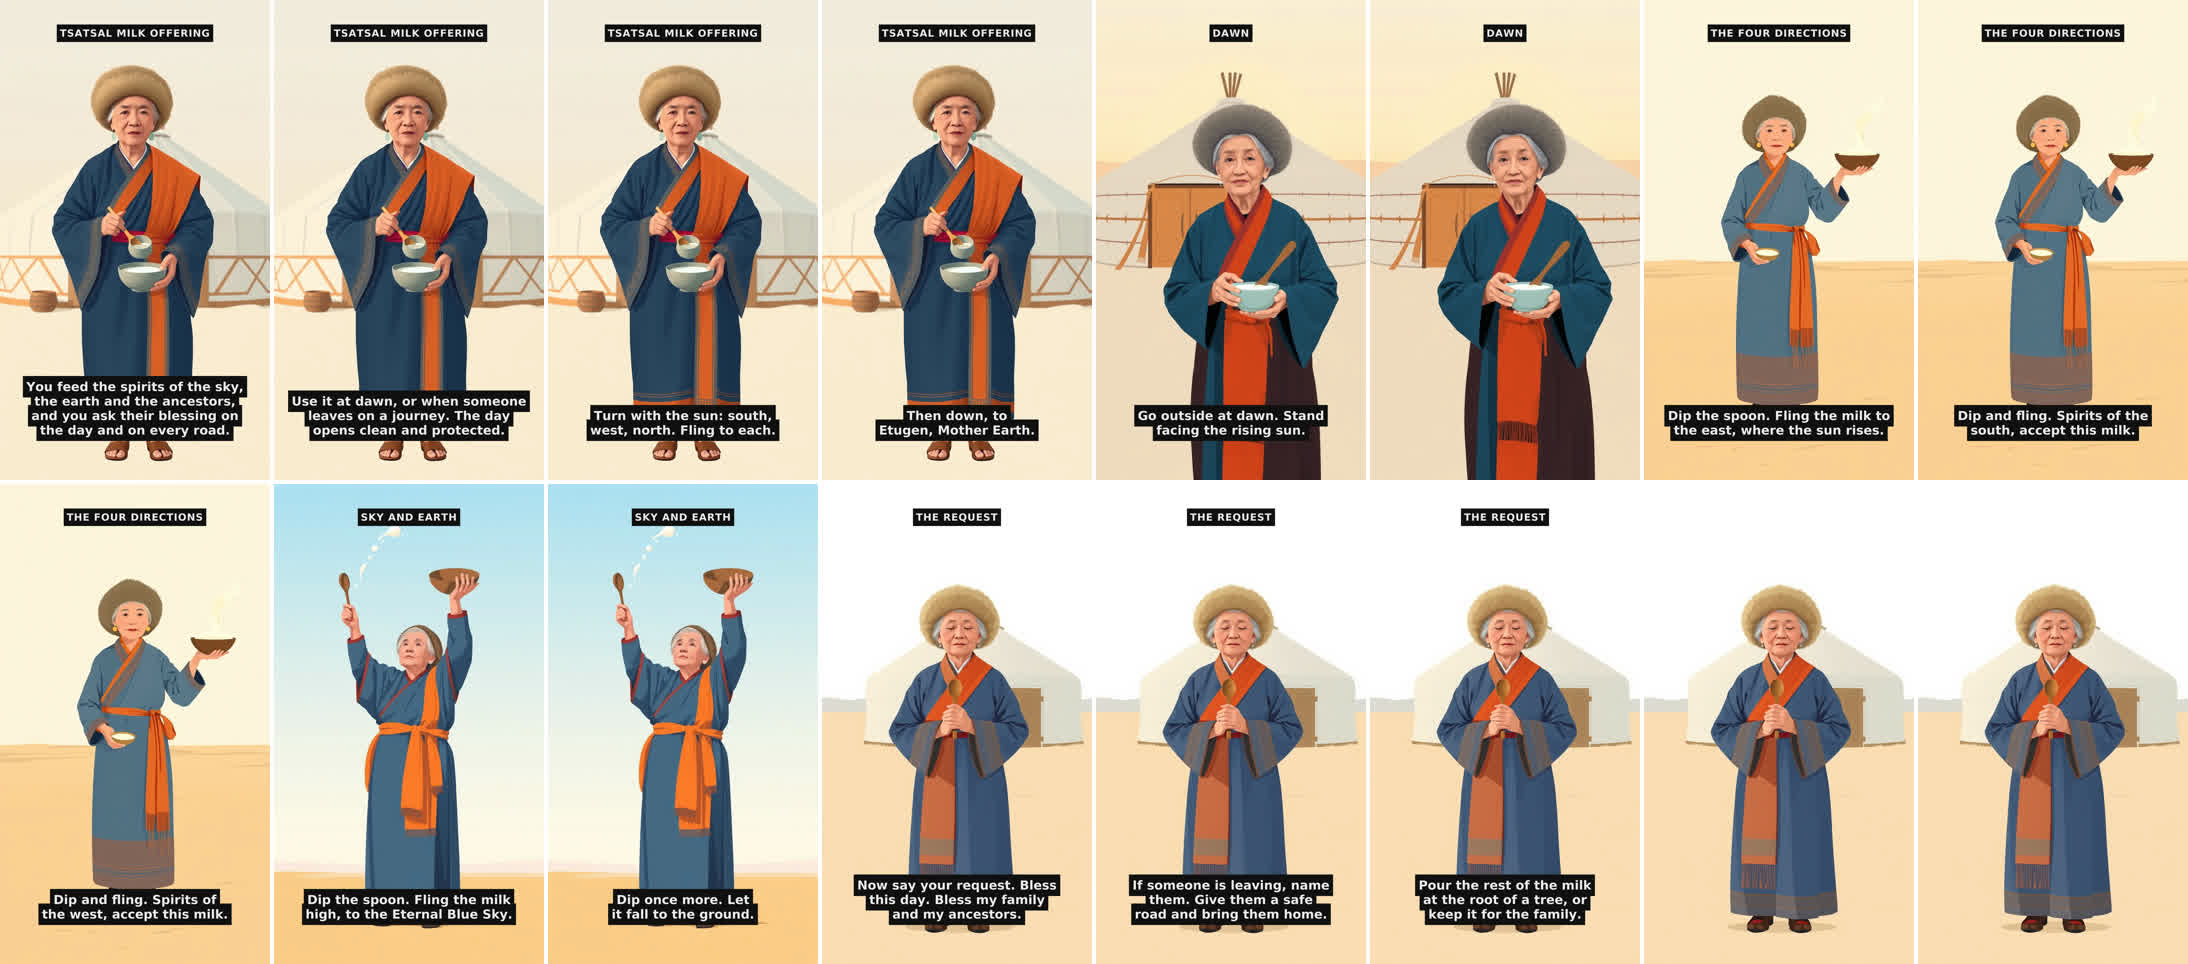 TSATSAL MILK OFFERING
You feed the spirits of the sky,
the earth and the ancestors,
and you ask their blessing on
the day and on every road.
TSATSAL MILK OFFERING
Use it at dawn, or when someone
leaves on a journey. The day
opens clean and protected.
TSATSAL MILK OFFERING
Turn with the sun: south,
west, north. Fling to each.
TSATSAL MILK OFFERING
Then down, to
Etugen, Mother Earth.
DAWN
Go outside at dawn. Stand
facing the rising sun.
DAWN
THE FOUR DIRECTIONS
Dip the spoon. Fling the milk to
the east, where the sun rises.
THE FOUR DIRECTIONS
Dip and fling. Spirits of the
south, accept this milk.
THE FOUR DIRECTIONS
Dip and fling. Spirits of
the west, accept this milk.
SKY AND EARTH
Dip the spoon. Fling the milk
high, to the Eternal Blue Sky.
SKY AND EARTH
Dip once more. Let
it fall to the ground.
THE REQUEST
Now say your request. Bless
this day. Bless my family
and my ancestors.
THE REQUEST
If someone is leaving, name
them. Give them a safe
road and bring them home.
THE REQUEST
Pour the rest of the milk
at the root of a tree, or
keep it for the family.